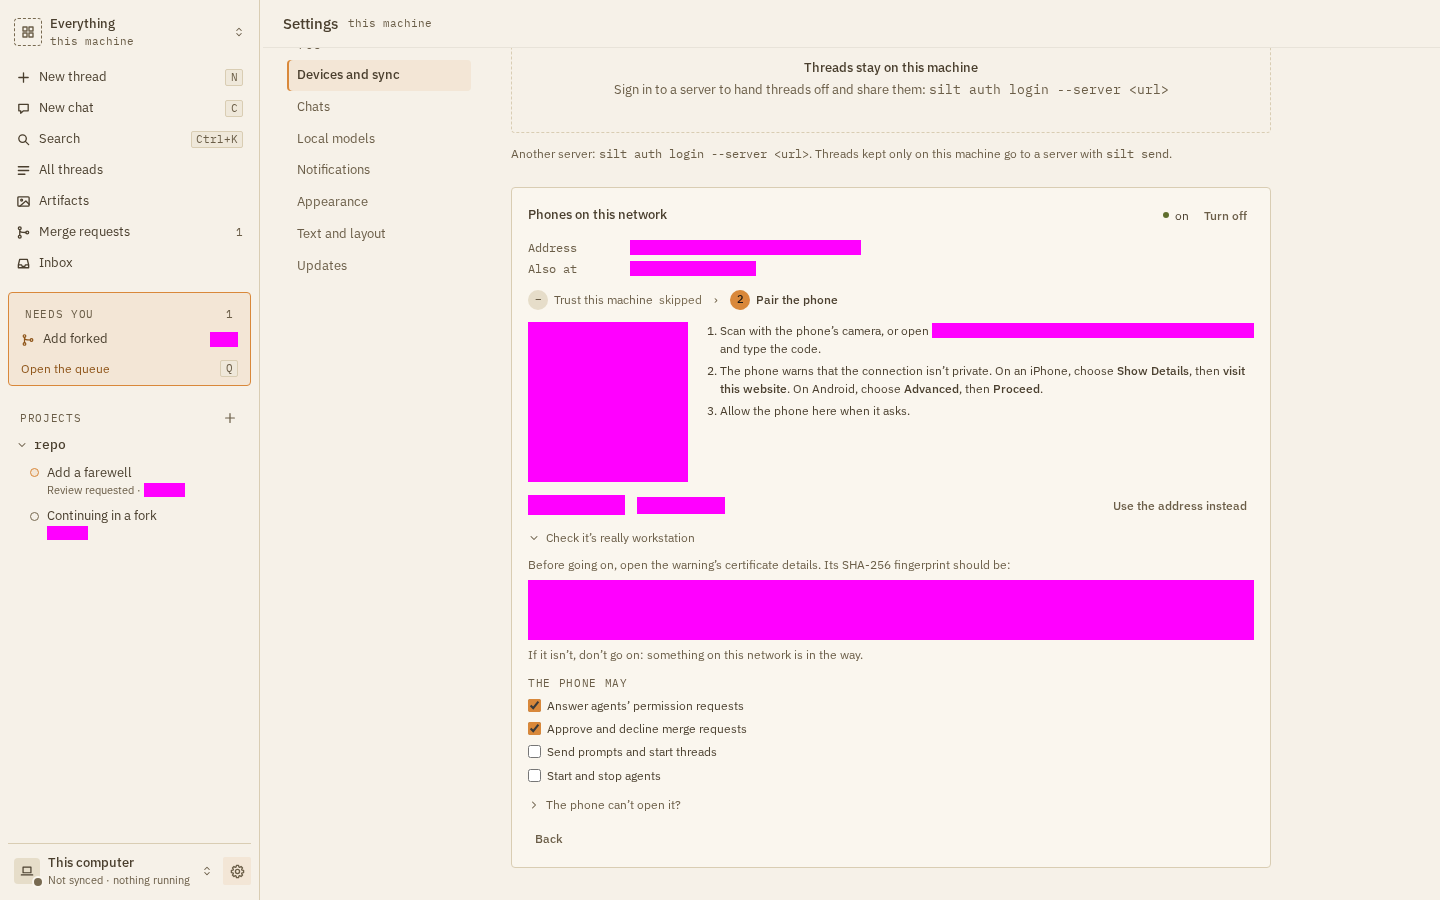 Everything
this machine
New thread N
New chat C
Search Ctrl+K
All threads
Artifacts
Merge requests 1
Inbox
NEEDS YOU 1
Add forked
Open the queue Q
PROJECTS
repo
Add a farewell
Review requested ·
Continuing in a fork
This computer
Not synced · nothing running
Settings this machine
Devices and sync
Chats
Local models
Notifications
Appearance
Text and layout
Updates
Threads stay on this machine
Sign in to a server to hand threads off and share them: silt auth login --server <url>
Another server: silt auth login --server <url>. Threads kept only on this machine go to a server with silt send.
Phones on this network on Turn off
Address
Also at
– Trust this machine skipped › 2 Pair the phone
1. Scan with the phone’s camera, or open
and type the code.
2. The phone warns that the connection isn’t private. On an iPhone, choose Show Details, then visit
this website. On Android, choose Advanced, then Proceed.
3. Allow the phone here when it asks.
Use the address instead
Check it’s really workstation
Before going on, open the warning’s certificate details. Its SHA-256 fingerprint should be:
If it isn’t, don’t go on: something on this network is in the way.
THE PHONE MAY
Answer agents’ permission requests
Approve and decline merge requests
Send prompts and start threads
Start and stop agents
The phone can’t open it?
Back